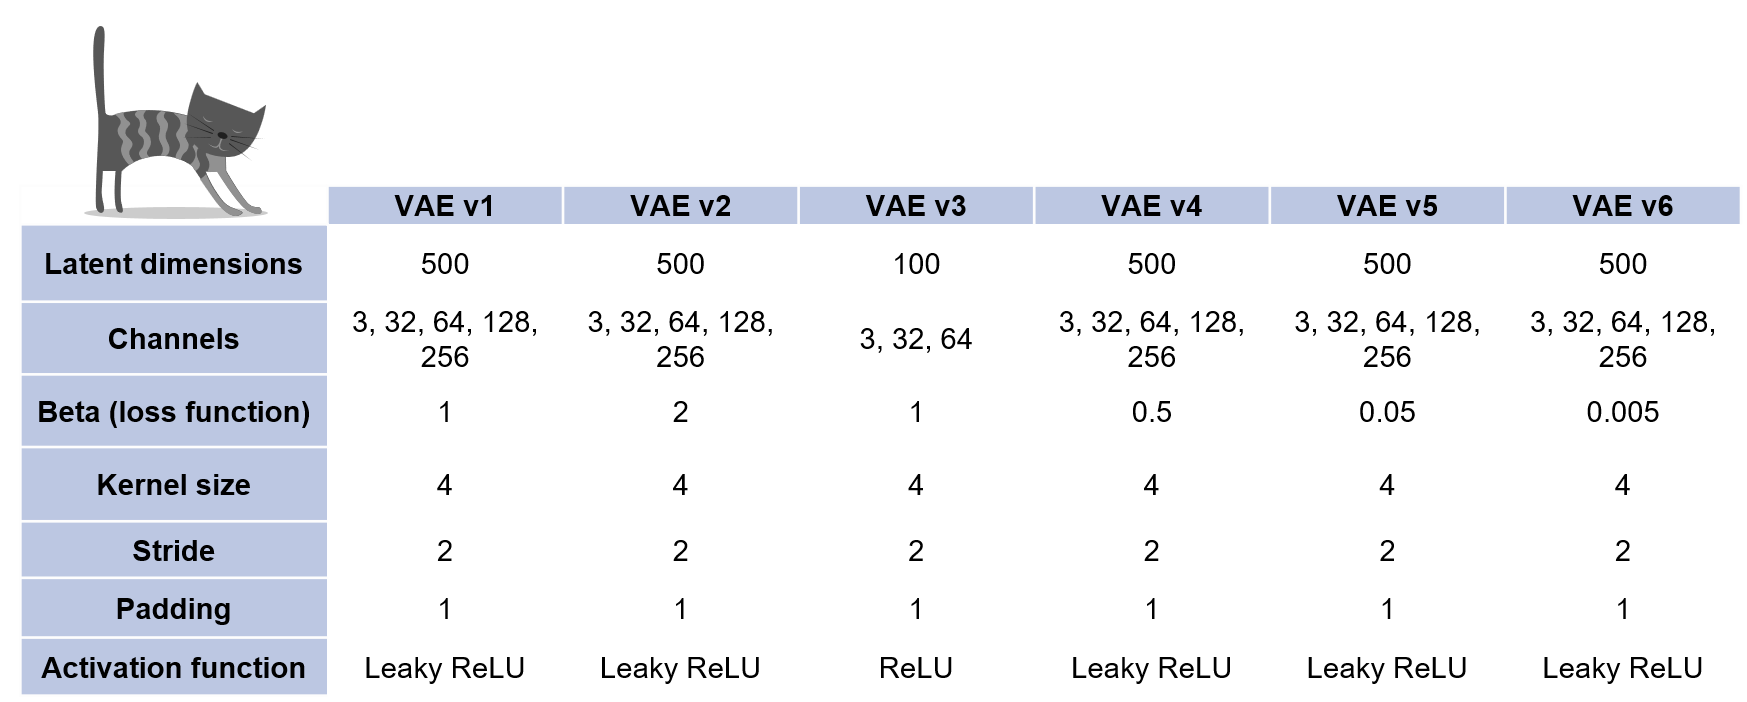 VAE v1 VAE v2 VAE v3 VAE v4 VAE v5 VAE v6
Latent dimensions 500 500 100 500 500 500
Channels 3, 32, 64, 128, 256 3, 32, 64, 128, 256 3, 32, 64 3, 32, 64, 128, 256 3, 32, 64, 128, 256 3, 32, 64, 128, 256
Beta (loss function) 1 2 1 0.5 0.05 0.005
Kernel size 4 4 4 4 4 4
Stride 2 2 2 2 2 2
Padding 1 1 1 1 1 1
Activation function Leaky ReLU Leaky ReLU ReLU Leaky ReLU Leaky ReLU Leaky ReLU